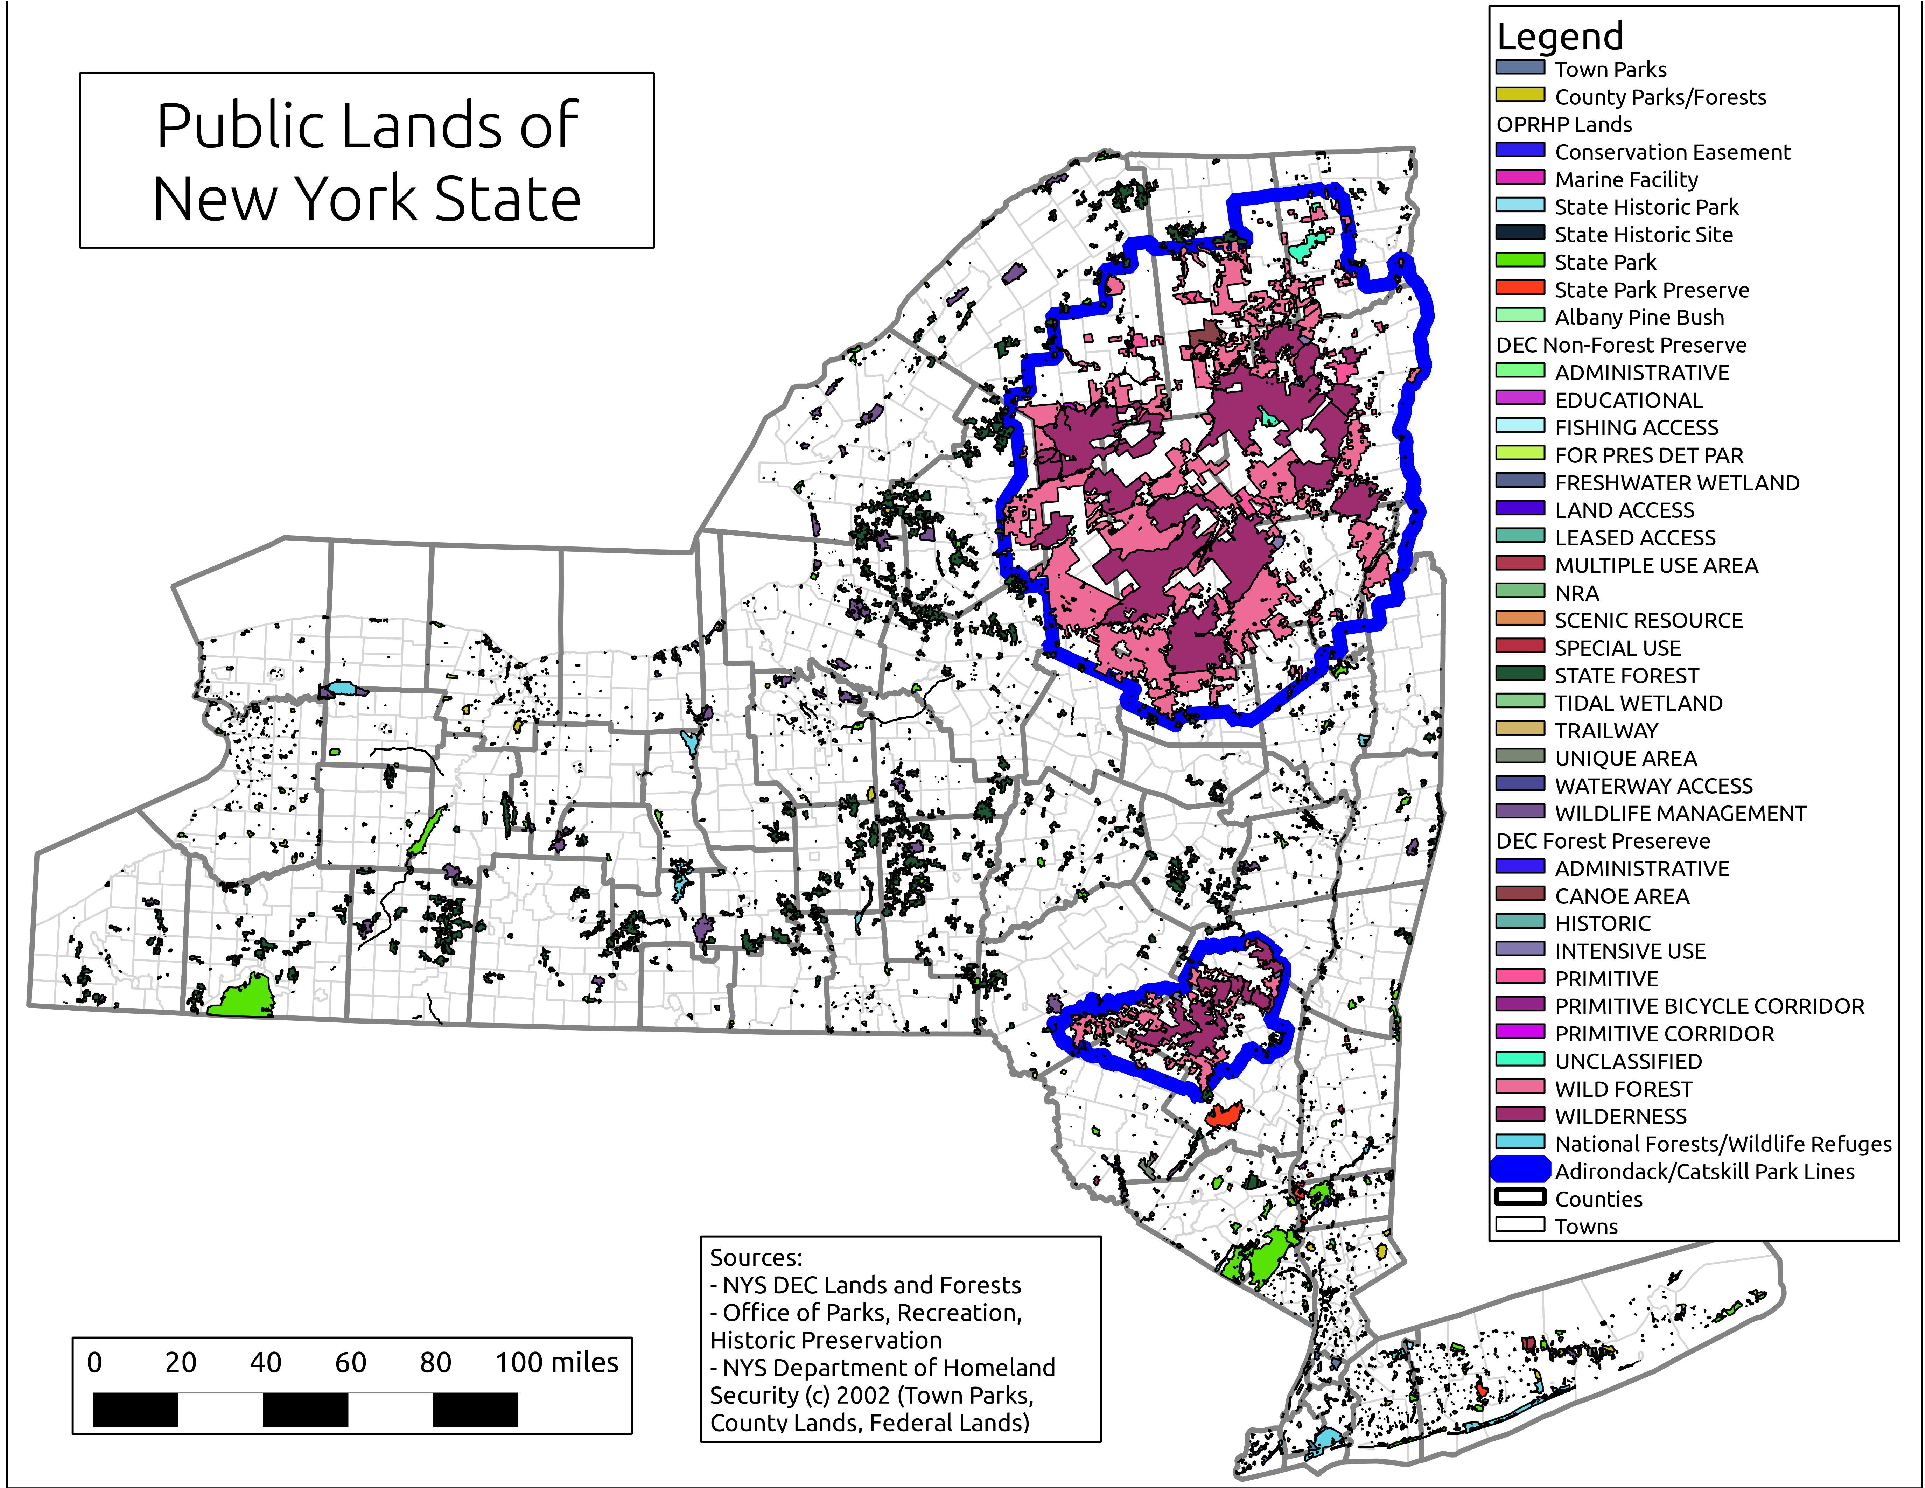 Public Lands of
New York State
Legend
Town Parks
County Parks/Forests
OPRHP Lands
Conservation Easement
Marine Facility
State Historic Park
State Historic Site
State Park
State Park Preserve
Albany Pine Bush
DEC Non-Forest Preserve
ADMINISTRATIVE
EDUCATIONAL
FISHING ACCESS
FOR PRES DET PAR
FRESHWATER WETLAND
LAND ACCESS
LEASED ACCESS
MULTIPLE USE AREA
NRA
SCENIC RESOURCE
SPECIAL USE
STATE FOREST
TIDAL WETLAND
TRAILWAY
UNIQUE AREA
WATERWAY ACCESS
WILDLIFE MANAGEMENT
DEC Forest Presereve
ADMINISTRATIVE
CANOE AREA
HISTORIC
INTENSIVE USE
PRIMITIVE
PRIMITIVE BICYCLE CORRIDOR
PRIMITIVE CORRIDOR
UNCLASSIFIED
WILD FOREST
WILDERNESS
National Forests/Wildlife Refuges
Adirondack/Catskill Park Lines
Counties
Towns
Sources:
- NYS DEC Lands and Forests
- Office of Parks, Recreation,
Historic Preservation
- NYS Department of Homeland
Security (c) 2002 (Town Parks,
County Lands, Federal Lands)
0 20 40 60 80 100 miles